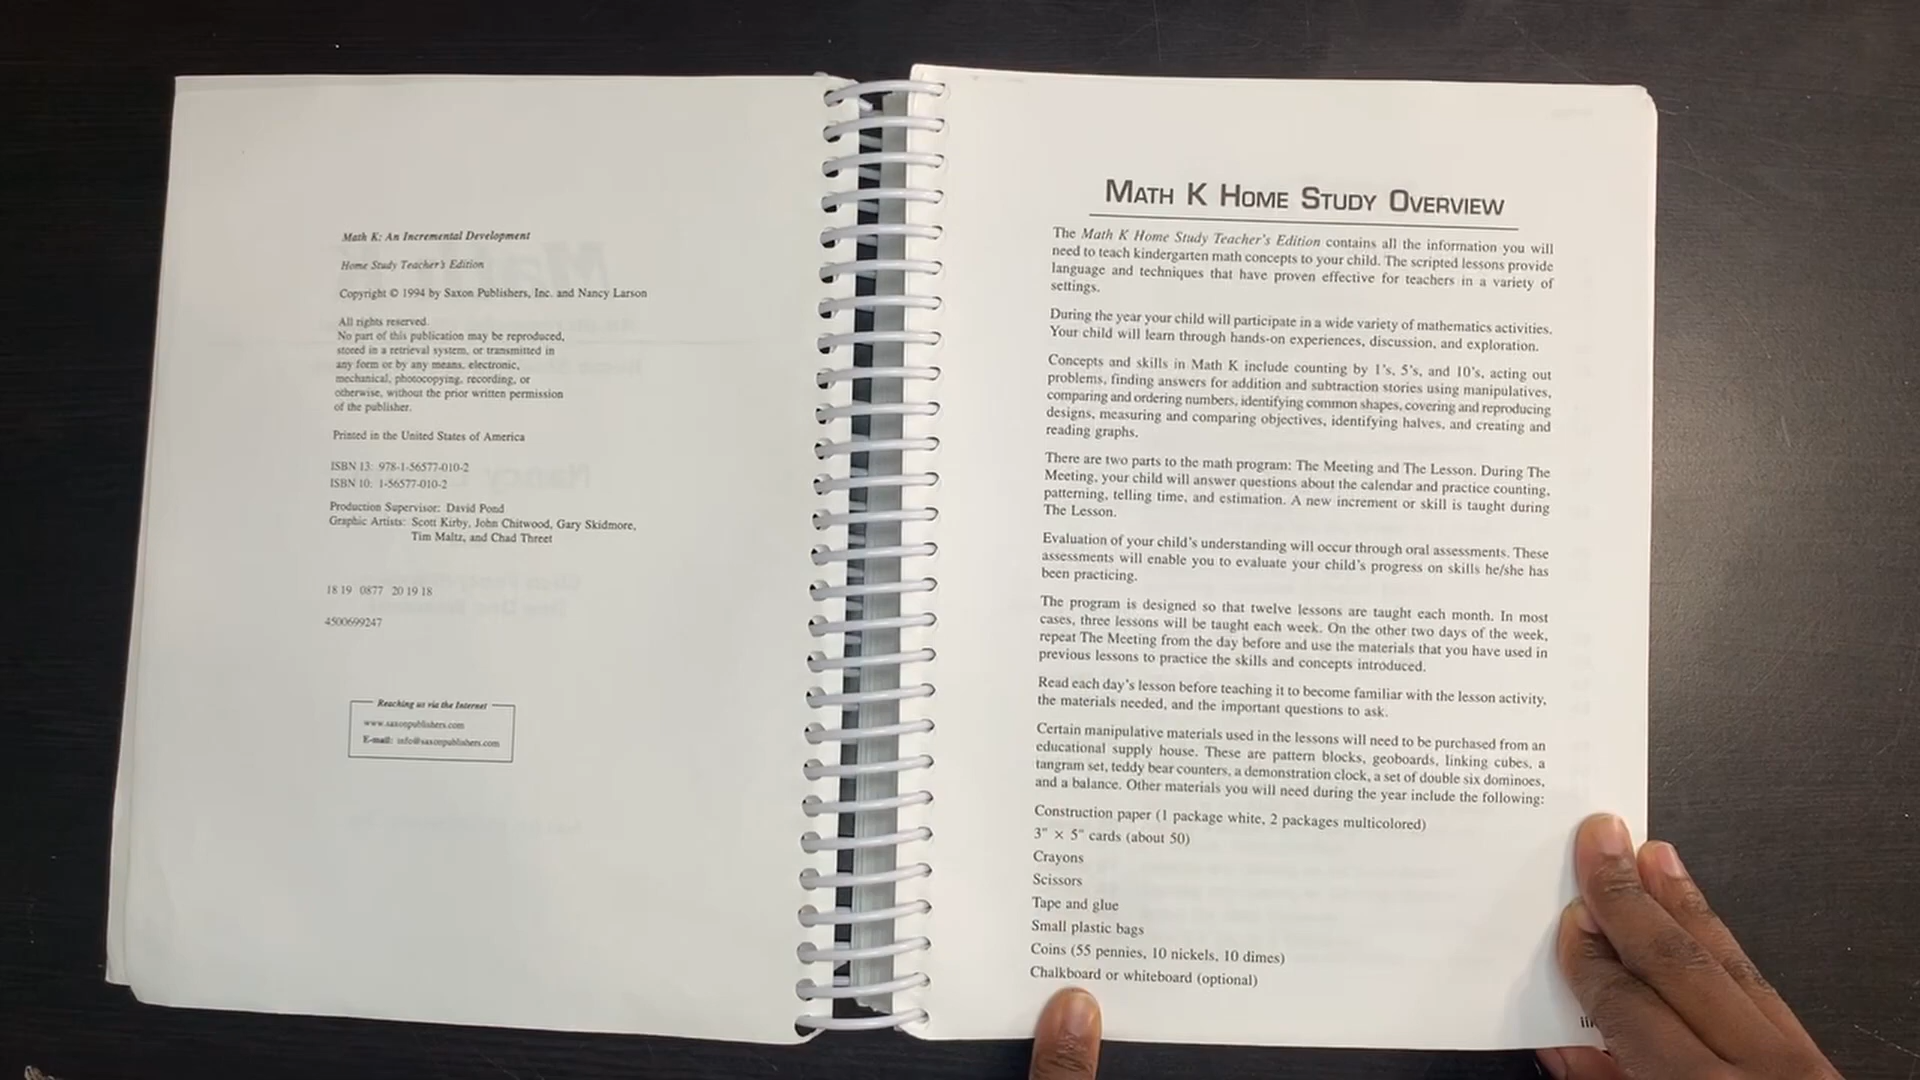 Math K: An Incremental Development
Home Study Teacher's Edition
Copyright © 1994 by Saxon Publishers, Inc. and Nancy Larson
All rights reserved.
No part of this publication may be reproduced,
stored in a retrieval system, or transmitted in
any form or by any means, electronic,
mechanical, photocopying, recording, or
otherwise, without the prior written permission
of the publisher.
Printed in the United States of America
ISBN 13: 978-1-56577-010-2
ISBN 10: 1-56577-010-2
Production Supervisor: David Pond
Graphic Artists: Scott Kirby, John Chitwood, Gary Skidmore,
Tim Maltz, and Chad Threet
18 19 0877 20 19 18
4500699247
Reaching us via the Internet
www.saxonpublishers.com
E-mail: info@saxonpublishers.com
MATH K HOME STUDY OVERVIEW
The Math K Home Study Teacher's Edition contains all the information you will
need to teach kindergarten math concepts to your child. The scripted lessons provide
language and techniques that have proven effective for teachers in a variety of
settings.
During the year your child will participate in a wide variety of mathematics activities.
Your child will learn through hands-on experiences, discussion, and exploration.
Concepts and skills in Math K include counting by 1's, 5's, and 10's, acting out
problems, finding answers for addition and subtraction stories using manipulatives,
comparing and ordering numbers, identifying common shapes, covering and reproducing
designs, measuring and comparing objectives, identifying halves, and creating and
reading graphs.
There are two parts to the math program: The Meeting and The Lesson. During The
Meeting, your child will answer questions about the calendar and practice counting,
patterning, telling time, and estimation. A new increment or skill is taught during
The Lesson.
Evaluation of your child's understanding will occur through oral assessments. These
assessments will enable you to evaluate your child's progress on skills he/she has
been practicing.
The program is designed so that twelve lessons are taught each month. In most
cases, three lessons will be taught each week. On the other two days of the week,
repeat The Meeting from the day before and use the materials that you have used in
previous lessons to practice the skills and concepts introduced.
Read each day's lesson before teaching it to become familiar with the lesson activity,
the materials needed, and the important questions to ask.
Certain manipulative materials used in the lessons will need to be purchased from an
educational supply house. These are pattern blocks, geoboards, linking cubes, a
tangram set, teddy bear counters, a demonstration clock, a set of double six dominoes,
and a balance. Other materials you will need during the year include the following:
Construction paper (1 package white, 2 packages multicolored)
3" × 5" cards (about 50)
Crayons
Scissors
Tape and glue
Small plastic bags
Coins (55 pennies, 10 nickels, 10 dimes)
Chalkboard or whiteboard (optional)